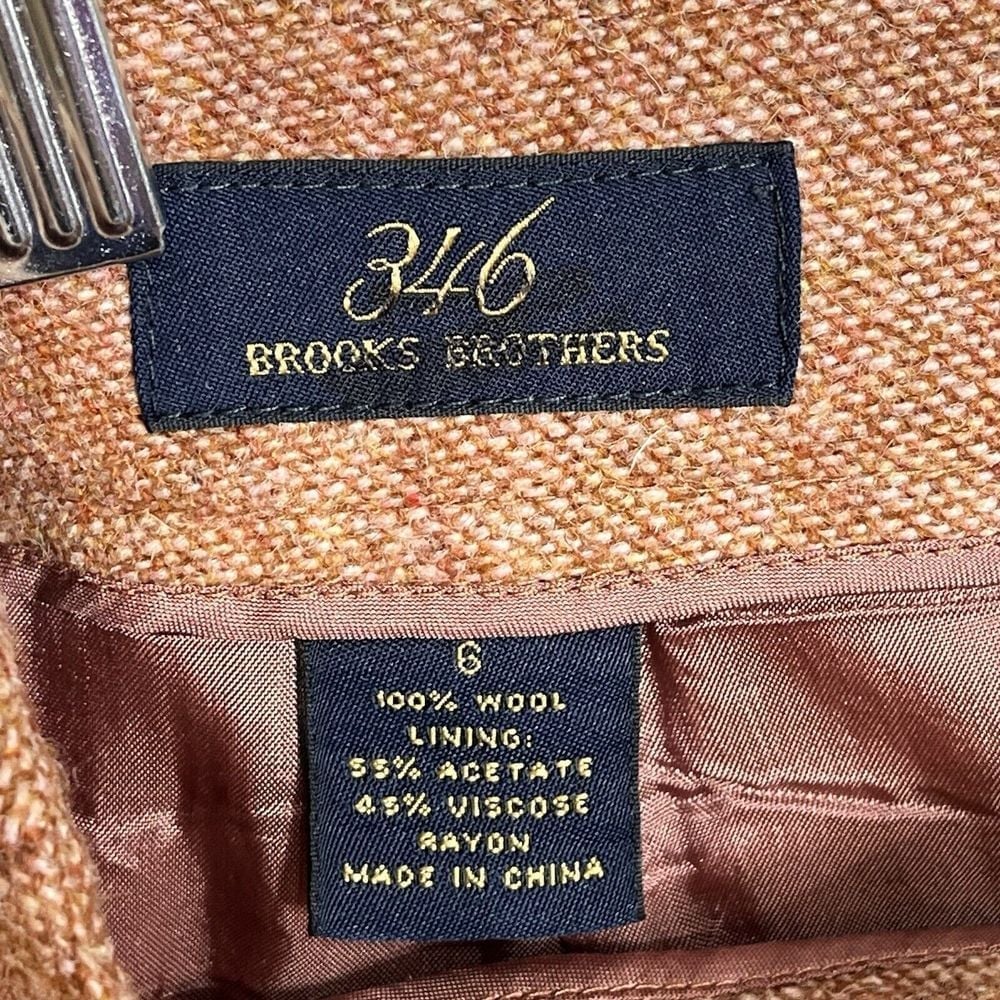 346
BROOKS BROTHERS
6
100% WOOL
LINING:
55% ACETATE
45% VISCOSE
RAYON
MADE IN CHINA